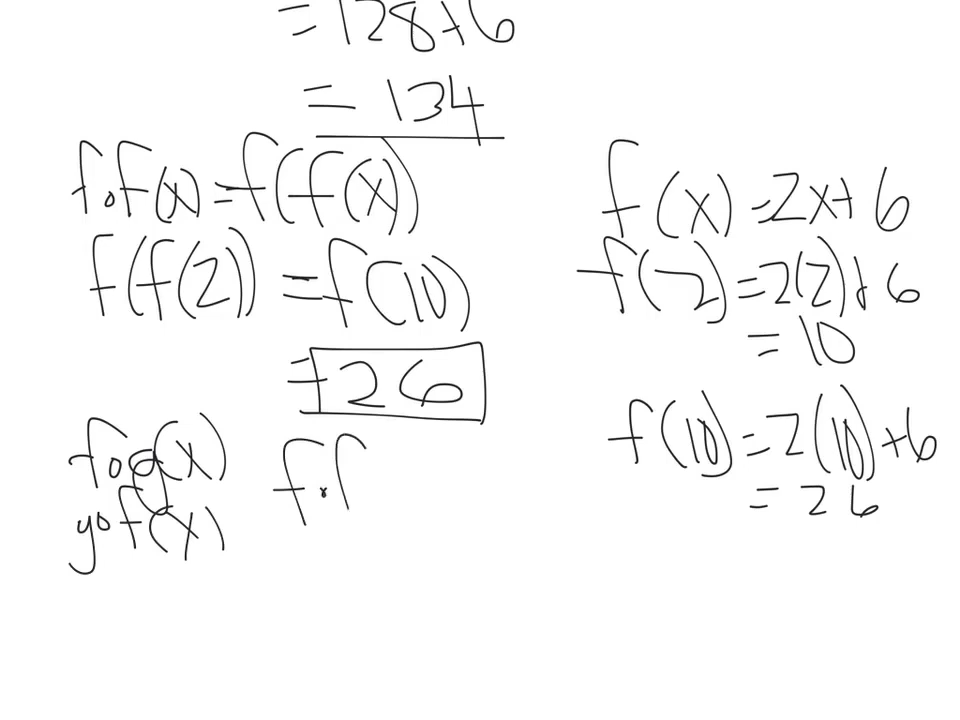 = 128+6
= 134
f∘f(x) = f(f(x))
f(f(2)) = f(10)
= 26
f∘g(x) f∘f
g∘f(x)
f(x) = 2x+6
f(2) = 2(2)+6
= 10
f(10) = 2(10)+6
= 26